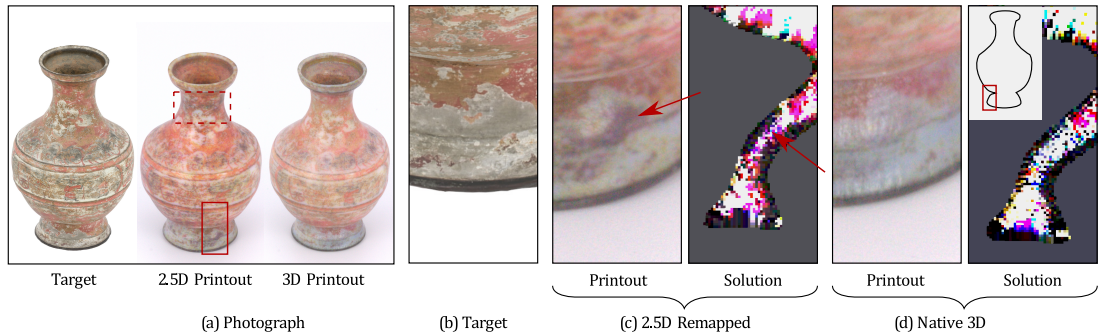 Target
2.5D Printout
3D Printout
Printout
Solution
Printout
Solution
(a) Photograph
(b) Target
(c) 2.5D Remapped
(d) Native 3D